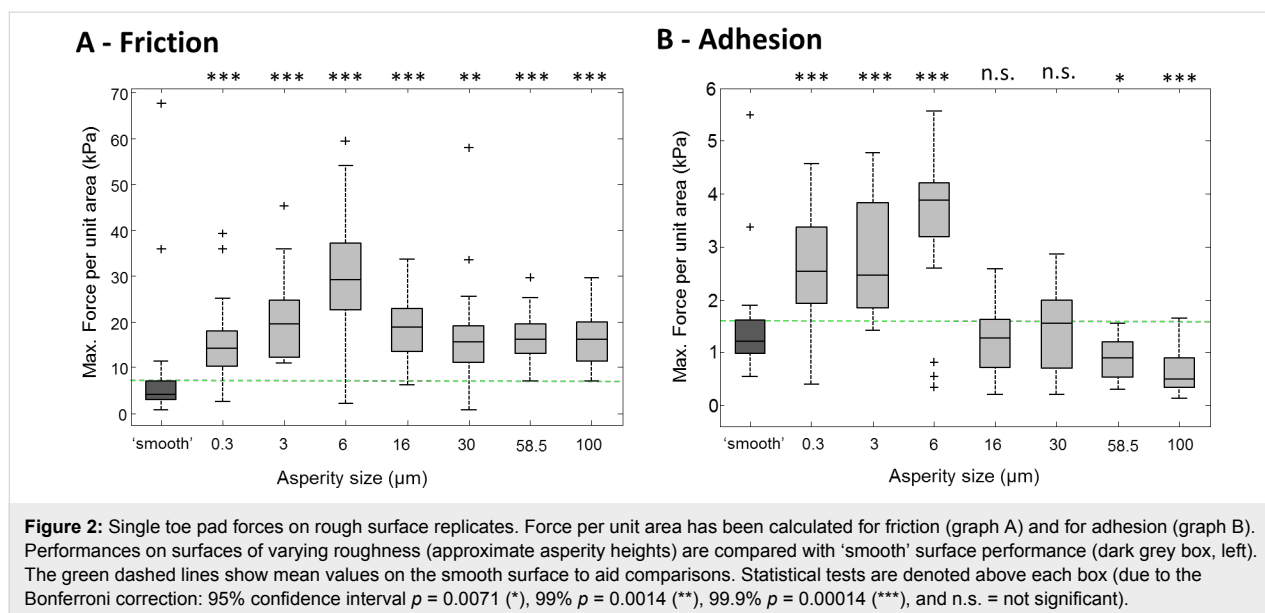 A - Friction
*** *** *** *** ** *** ***
Max. Force per unit area (kPa)
70
60
50
40
30
20
10
0
'smooth' 0.3 3 6 16 30 58.5 100
Asperity size (µm)
B - Adhesion
*** *** *** n.s. n.s. * ***
Max. Force per unit area (kPa)
6
5
4
3
2
1
0
'smooth' 0.3 3 6 16 30 58.5 100
Asperity size (µm)
Figure 2: Single toe pad forces on rough surface replicates. Force per unit area has been calculated for friction (graph A) and for adhesion (graph B).
Performances on surfaces of varying roughness (approximate asperity heights) are compared with ‘smooth’ surface performance (dark grey box, left).
The green dashed lines show mean values on the smooth surface to aid comparisons. Statistical tests are denoted above each box (due to the
Bonferroni correction: 95% confidence interval p = 0.0071 (*), 99% p = 0.0014 (**), 99.9% p = 0.00014 (***), and n.s. = not significant).